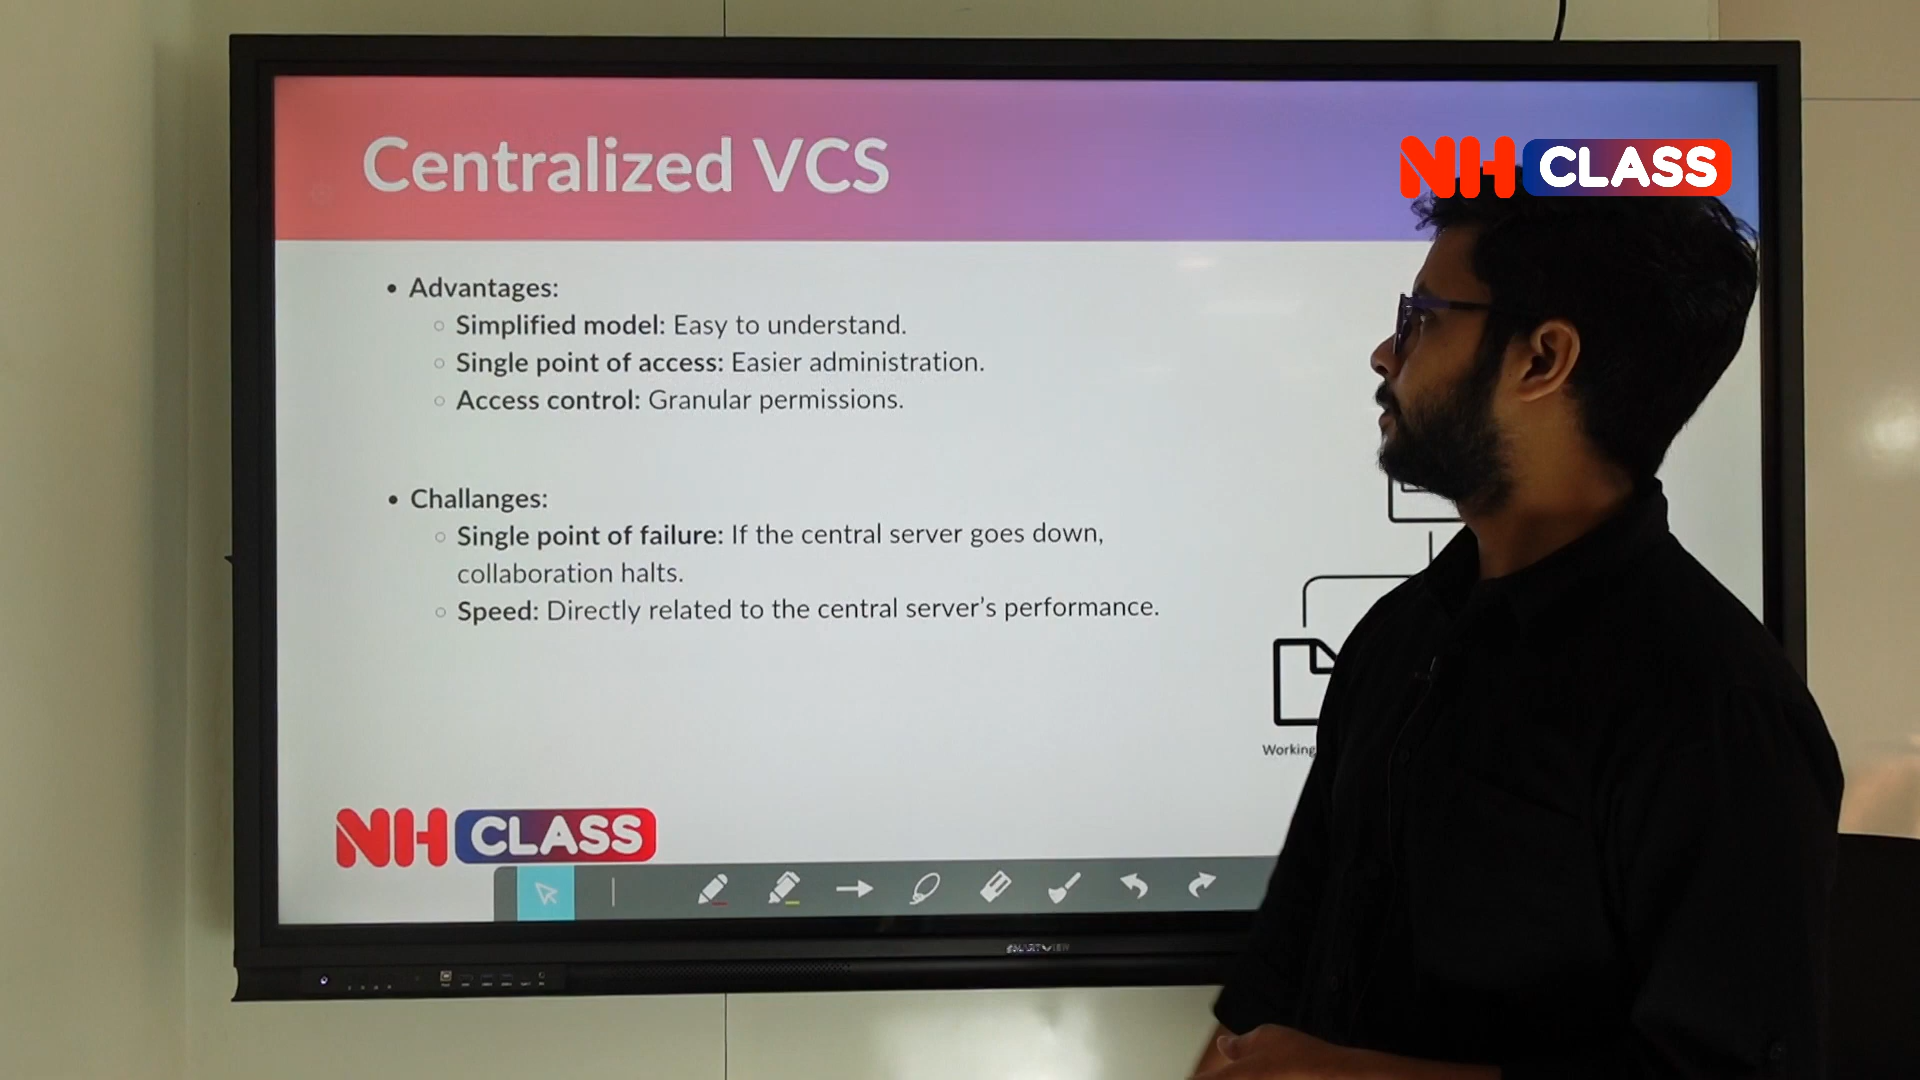 Centralized VCS
NH CLASS
• Advantages:
○ Simplified model: Easy to understand.
○ Single point of access: Easier administration.
○ Access control: Granular permissions.
• Challanges:
○ Single point of failure: If the central server goes down,
collaboration halts.
○ Speed: Directly related to the central server's performance.
Working
NH CLASS
SMARTVIEW